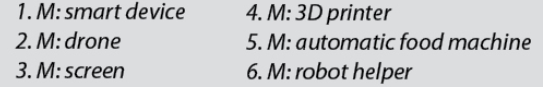 1. M: smart device
2. M: drone
3. M: screen
4. M: 3D printer
5. M: automatic food machine
6. M: robot helper